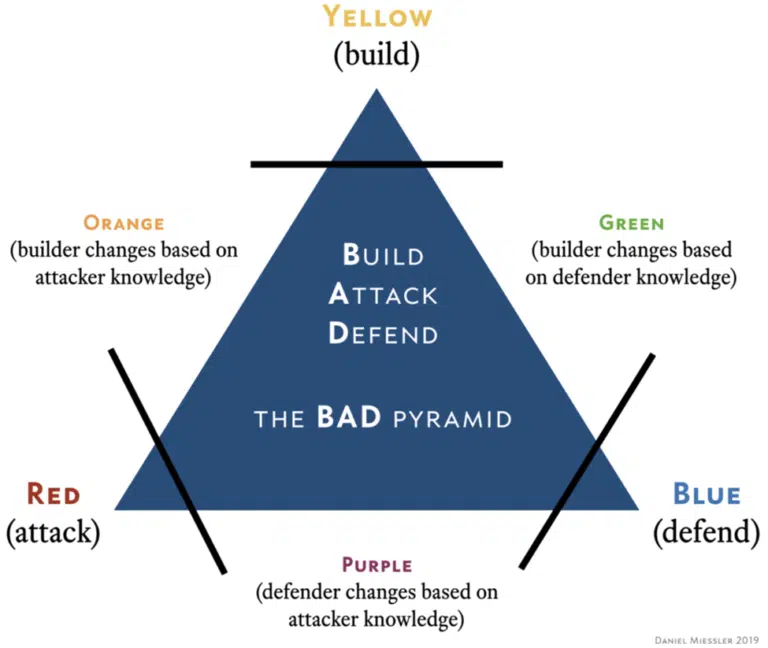 YELLOW
(build)
ORANGE
(builder changes based on
attacker knowledge)
GREEN
(builder changes based
on defender knowledge)
BUILD
ATTACK
DEFEND
THE BAD PYRAMID
RED
(attack)
BLUE
(defend)
PURPLE
(defender changes based on
attacker knowledge)
DANIEL MIESSLER 2019